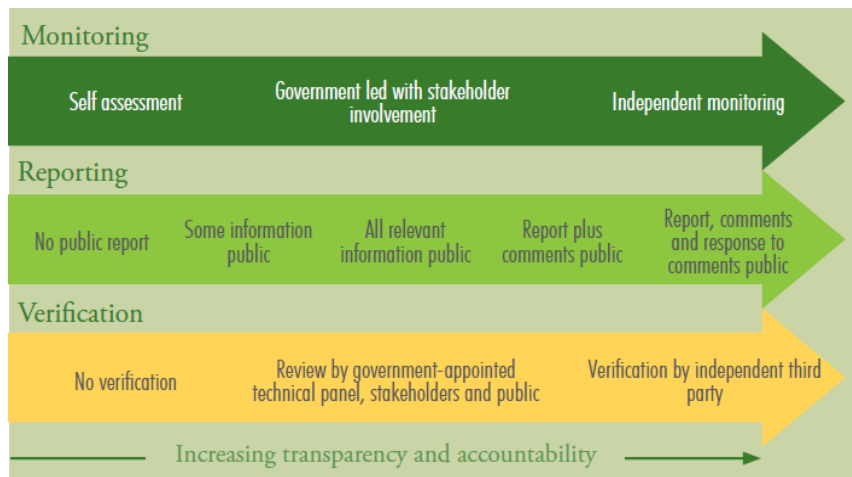 Monitoring
Self assessment
Government led with stakeholder
involvement
Independent monitoring
Reporting
No public report
Some information
public
All relevant
information public
Report plus
comments public
Report, comments
and response to
comments public
Verification
No verification
Review by government-appointed
technical panel, stakeholders and public
Verification by independent third
party
Increasing transparency and accountability